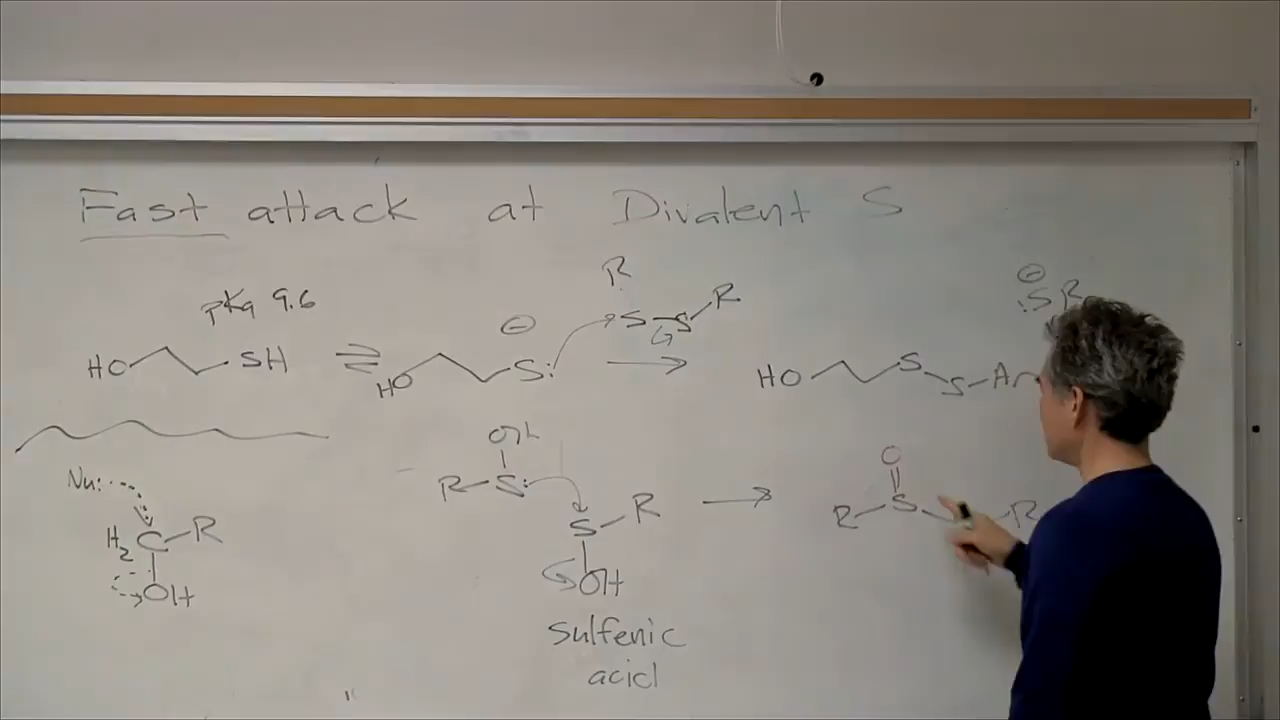 Fast attack at Divalent S
pKa 9.6
R
R
⊖
⊖
:SR
HO SH ⇌ HO S: S–S → HO S S–Ar
OH
R–S: S–R → O
R–S R
Nu:
H2C–R
OH
OH
sulfenic
acid